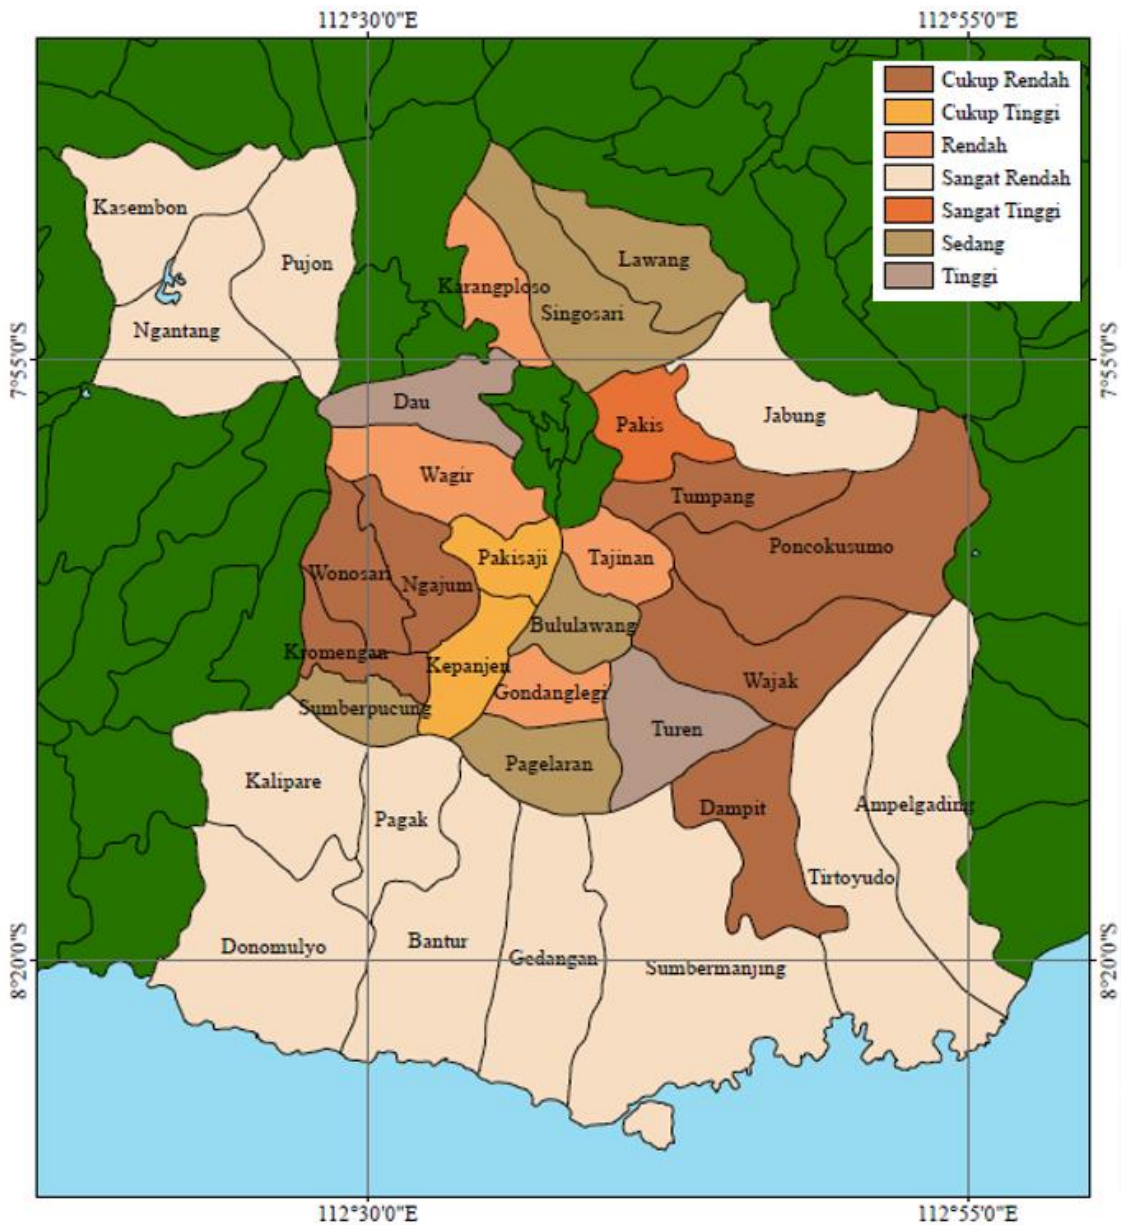 112°30'0"E
112°55'0"E
Cukup Rendah
Cukup Tinggi
Rendah
Sangat Rendah
Sangat Tinggi
Sedang
Tinggi
Kasembon
Pujon
Lawang
Karangploso
Singosari
Ngantang
7°55'0"S
7°55'0"S
Dau
Pakis
Jabung
Wagir
Tumpang
Poncokusumo
Pakisaji
Tajinan
Wonosari
Ngajum
Bululawang
Kromengan
Kepanjen
Wajak
Gondanglegi
Sumberpucung
Turen
Pagelaran
Kalipare
Pagak
Dampit
Ampelgading
Tirtoyudo
Donomulyo
Bantur
Gedangan
Sumbermanjing
8°20'0"S
8°20'0"S
112°30'0"E
112°55'0"E